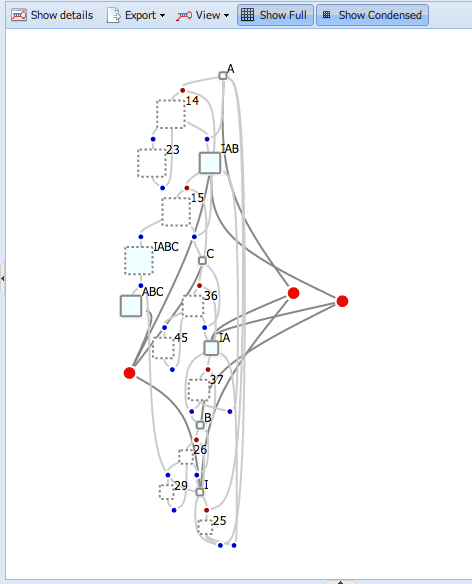 Show details Export View Show Full Show Condensed
A
14
23
IAB
15
C
IABC
ABC
36
45
IA
37
B
26
29
I
25